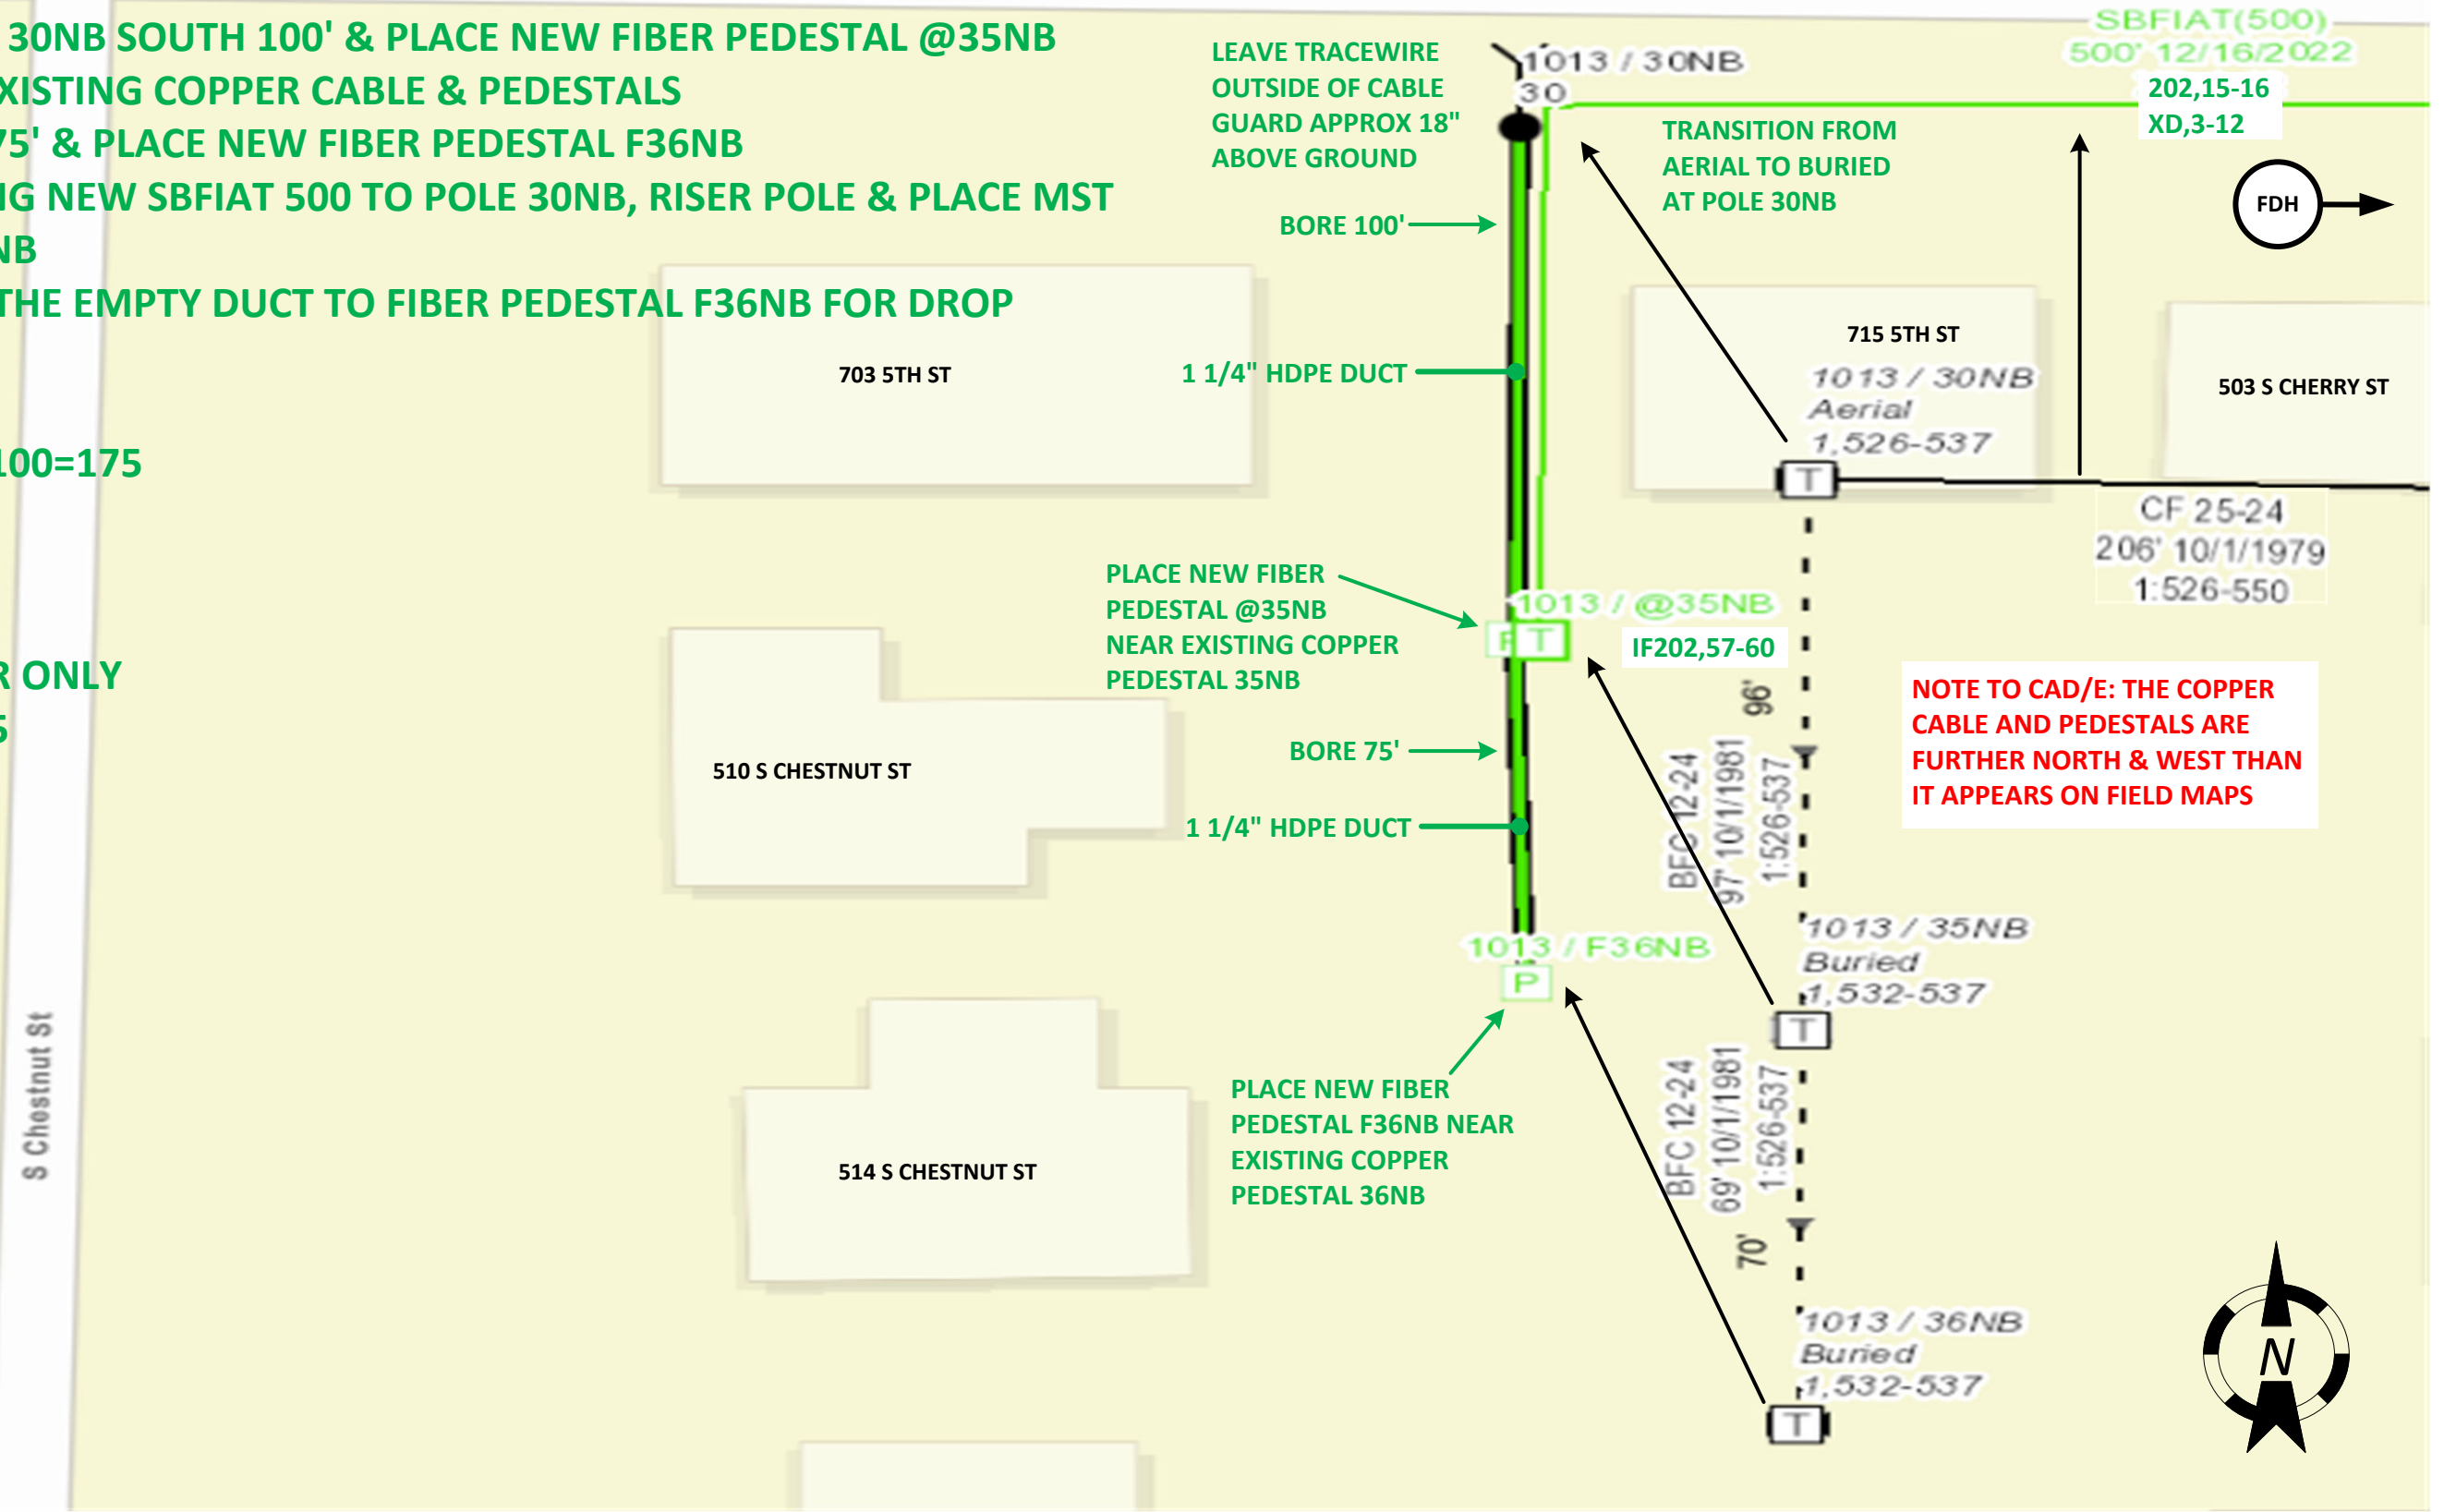 30NB SOUTH 100' & PLACE NEW FIBER PEDESTAL @35NB
XISTING COPPER CABLE & PEDESTALS
75' & PLACE NEW FIBER PEDESTAL F36NB
NG NEW SBFIAT 500 TO POLE 30NB, RISER POLE & PLACE MST
NB
THE EMPTY DUCT TO FIBER PEDESTAL F36NB FOR DROP
100=175
R ONLY
5
S Chestnut St
703 5TH ST
510 S CHESTNUT ST
514 S CHESTNUT ST
LEAVE TRACEWIRE
OUTSIDE OF CABLE
GUARD APPROX 18"
ABOVE GROUND
BORE 100'
1 1/4" HDPE DUCT
PLACE NEW FIBER
PEDESTAL @35NB
NEAR EXISTING COPPER
PEDESTAL 35NB
BORE 75'
1 1/4" HDPE DUCT
PLACE NEW FIBER
PEDESTAL F36NB NEAR
EXISTING COPPER
PEDESTAL 36NB
1013 / 30NB
30
TRANSITION FROM
AERIAL TO BURIED
AT POLE 30NB
SBFIAT(500)
500' 12/16/2022
202,15-16
XD,3-12
FDH
715 5TH ST
1013 / 30NB
Aerial
1,526-537
T
503 S CHERRY ST
CF 25-24
206' 10/1/1979
1:526-550
1013 / @35NB
T
IF202,57-60
NOTE TO CAD/E: THE COPPER
CABLE AND PEDESTALS ARE
FURTHER NORTH & WEST THAN
IT APPEARS ON FIELD MAPS
96'
BFC 12-24
97' 10/1/1981
1:526-537
1013 / F36NB
P
1013 / 35NB
Buried
1,532-537
T
BFC 12-24
69' 10/1/1981
1:526-537
70'
1013 / 36NB
Buried
1,532-537
T
N